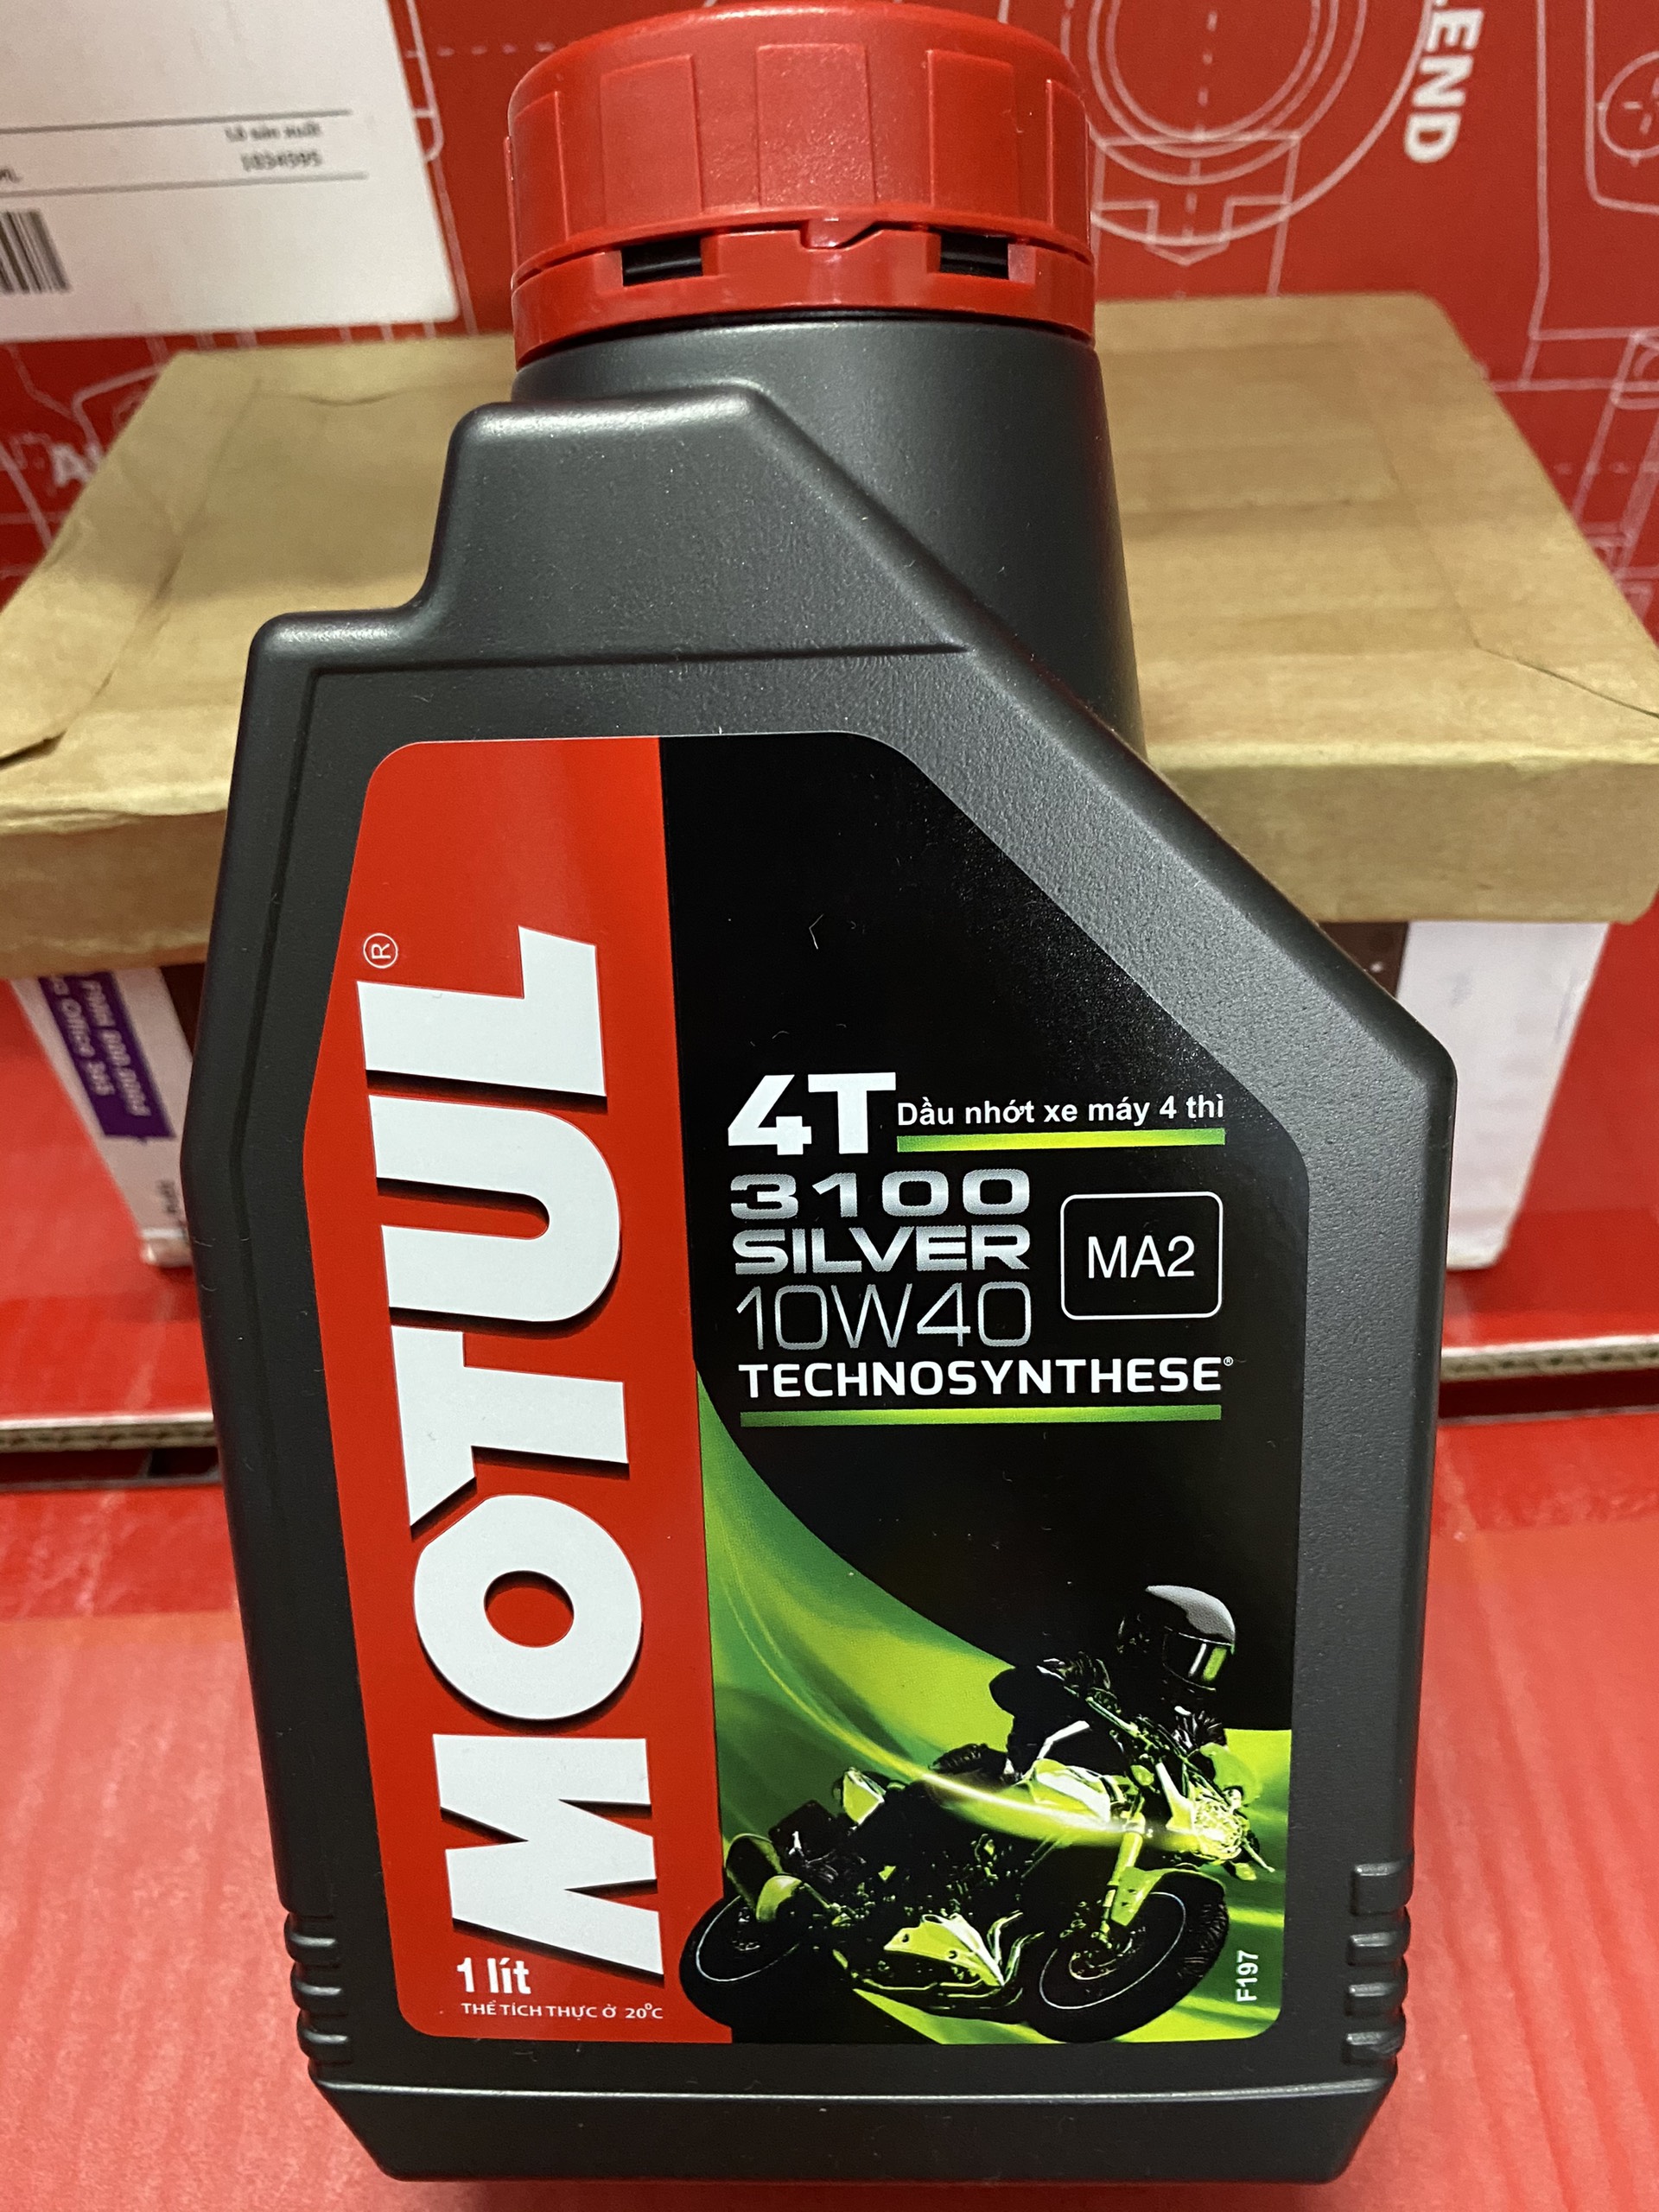 Lô sản xuất
1034595
MOTUL®
4T Dầu nhớt xe máy 4 thì
3100
SILVER
10W40
MA2
TECHNOSYNTHESE®
1 lít
THỂ TÍCH THỰC Ở 20°C
F197